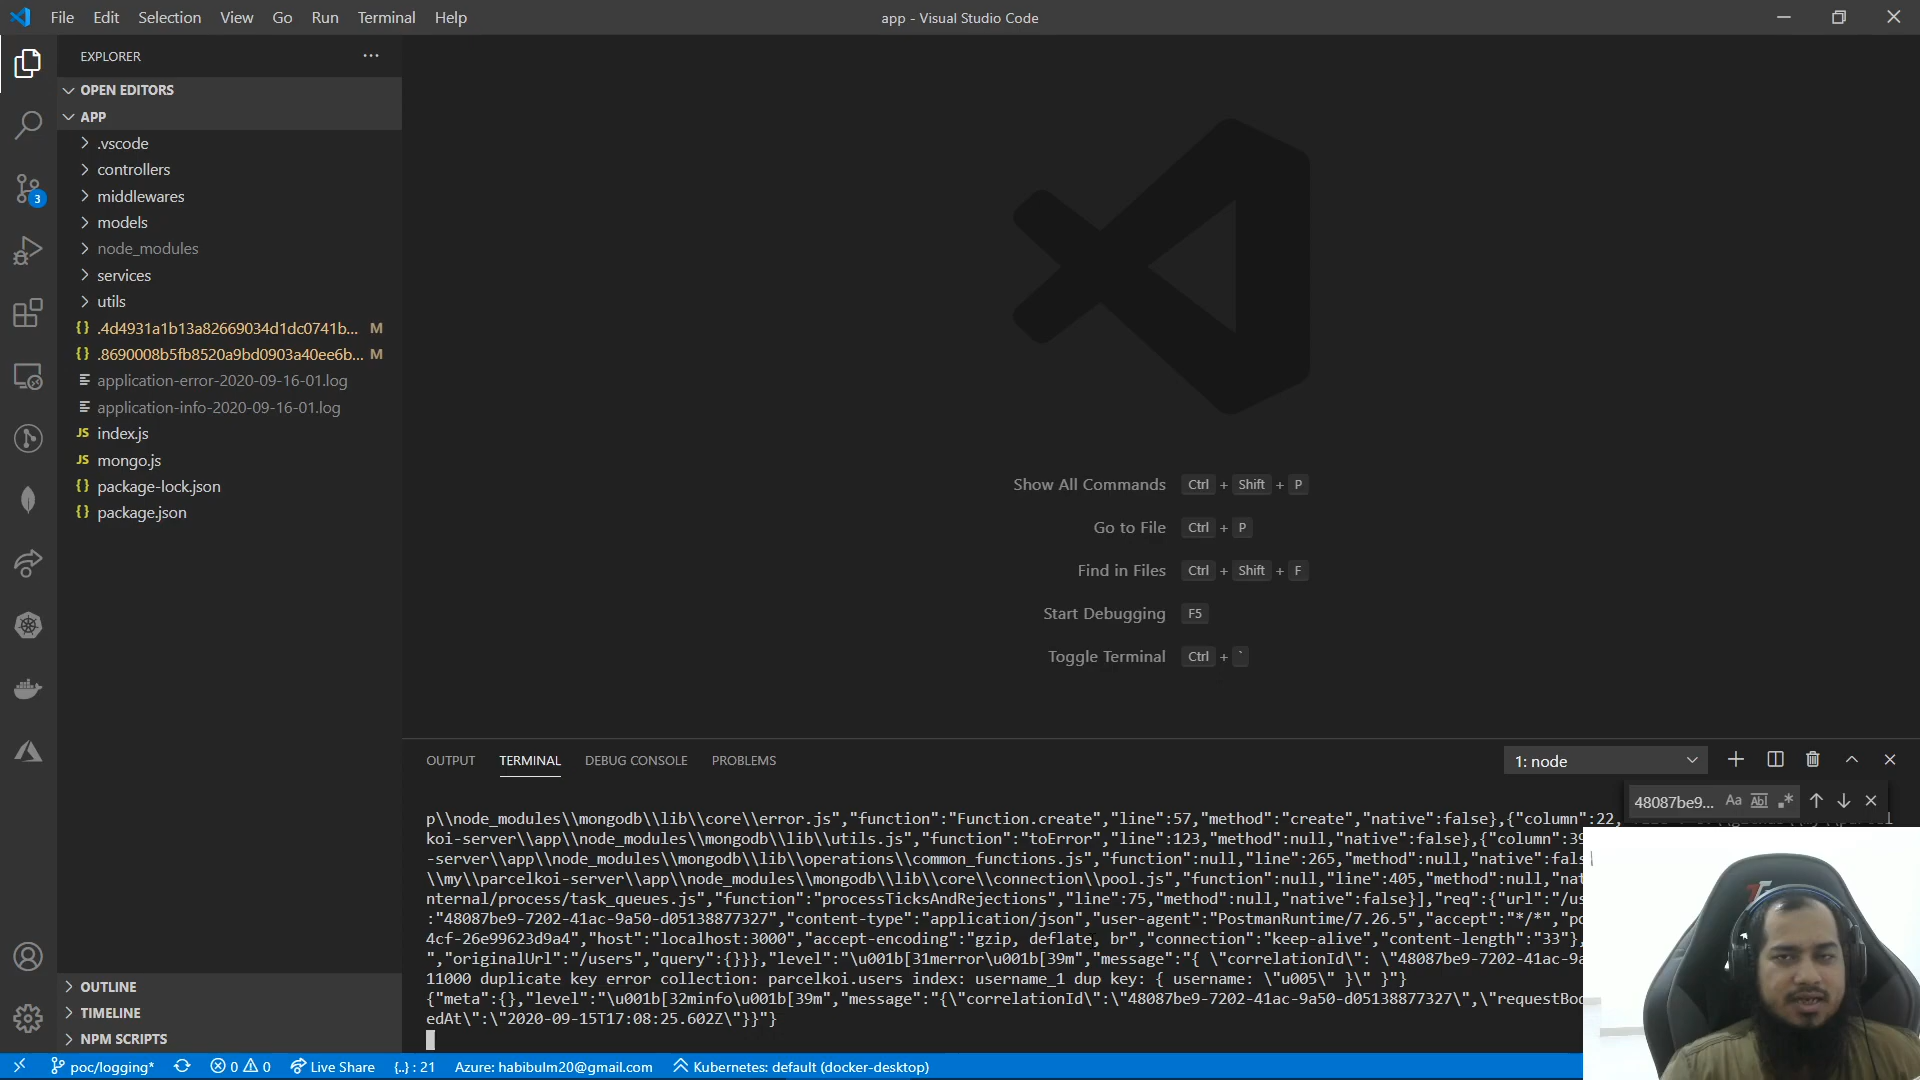 File Edit Selection View Go Run Terminal Help
app - Visual Studio Code
EXPLORER
OPEN EDITORS
APP
.vscode
controllers
middlewares
models
node_modules
services
utils
{} .4d4931a1b13a82669034d1dc0741b... M
{} .8690008b5fb8520a9bd0903a40ee6b... M
application-error-2020-09-16-01.log
application-info-2020-09-16-01.log
JS index.js
JS mongo.js
{} package-lock.json
{} package.json
OUTLINE
TIMELINE
NPM SCRIPTS
3
Show All Commands Ctrl + Shift + P
Go to File Ctrl + P
Find in Files Ctrl + Shift + F
Start Debugging F5
Toggle Terminal Ctrl + `
OUTPUT TERMINAL DEBUG CONSOLE PROBLEMS
1: node
48087be9... Aa Abl .*
p\\node_modules\\mongodb\\lib\\core\\error.js","function":"Function.create","line":57,"method":"create","native":false},{"column":22,
koi-server\\app\\node_modules\\mongodb\\lib\\utils.js","function":"toError","line":123,"method":null,"native":false},{"column":39
-server\\app\\node_modules\\mongodb\\lib\\operations\\common_functions.js","function":null,"line":265,"method":null,"native":fals
\\my\\parcelkoi-server\\app\\node_modules\\mongodb\\lib\\core\\connection\\pool.js","function":null,"line":405,"method":null,"nat
nternal/process/task_queues.js","function":"processTicksAndRejections","line":75,"method":null,"native":false}],"req":{"url":"/us
:"48087be9-7202-41ac-9a50-d05138877327","content-type":"application/json","user-agent":"PostmanRuntime/7.26.5","accept":"*/*","po
4cf-26e99623d9a4","host":"localhost:3000","accept-encoding":"gzip, deflate, br","connection":"keep-alive","content-length":"33"},
","originalUrl":"/users","query":{}}},"level":"\u001b[31merror\u001b[39m","message":"{ \"correlationId\": \"48087be9-7202-41ac-9a
11000 duplicate key error collection: parcelkoi.users index: username_1 dup key: { username: \"u005\" }\" }"}
{"meta":{},"level":"\u001b[32minfo\u001b[39m","message":"{\"correlationId\":\"48087be9-7202-41ac-9a50-d05138877327\",\"requestBod
edAt\":\"2020-09-15T17:08:25.602Z\"}}"}
poc/logging* 0 0 Live Share {..} : 21 Azure: habibulm20@gmail.com Kubernetes: default (docker-desktop)